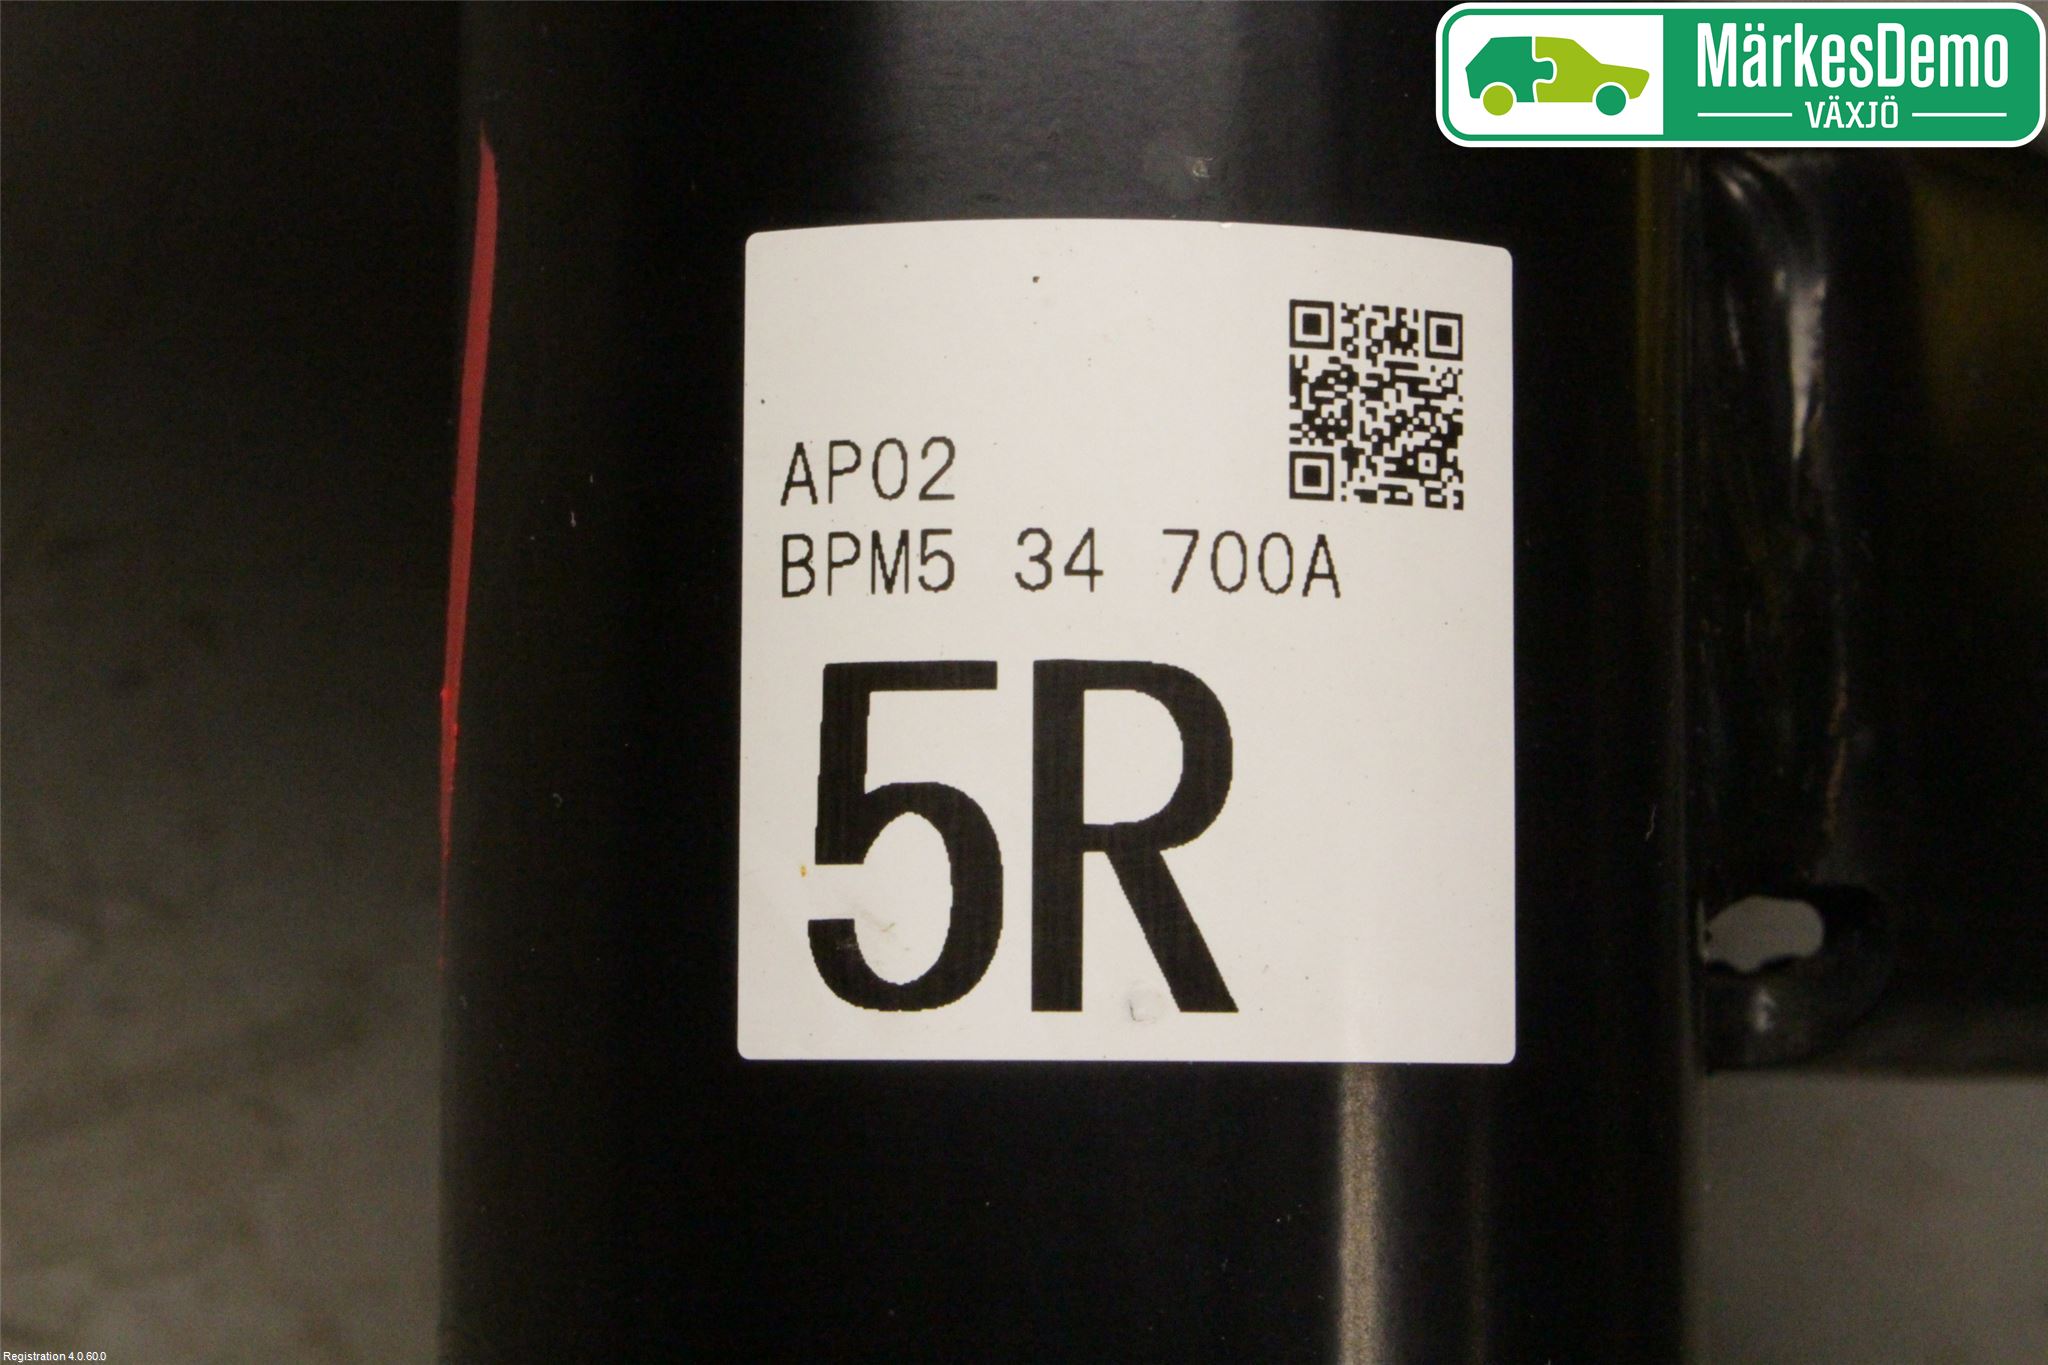 MärkesDemo
VÄXJÖ
AP02
BPM5 34 700A
5R
Registration 4.0.60.0